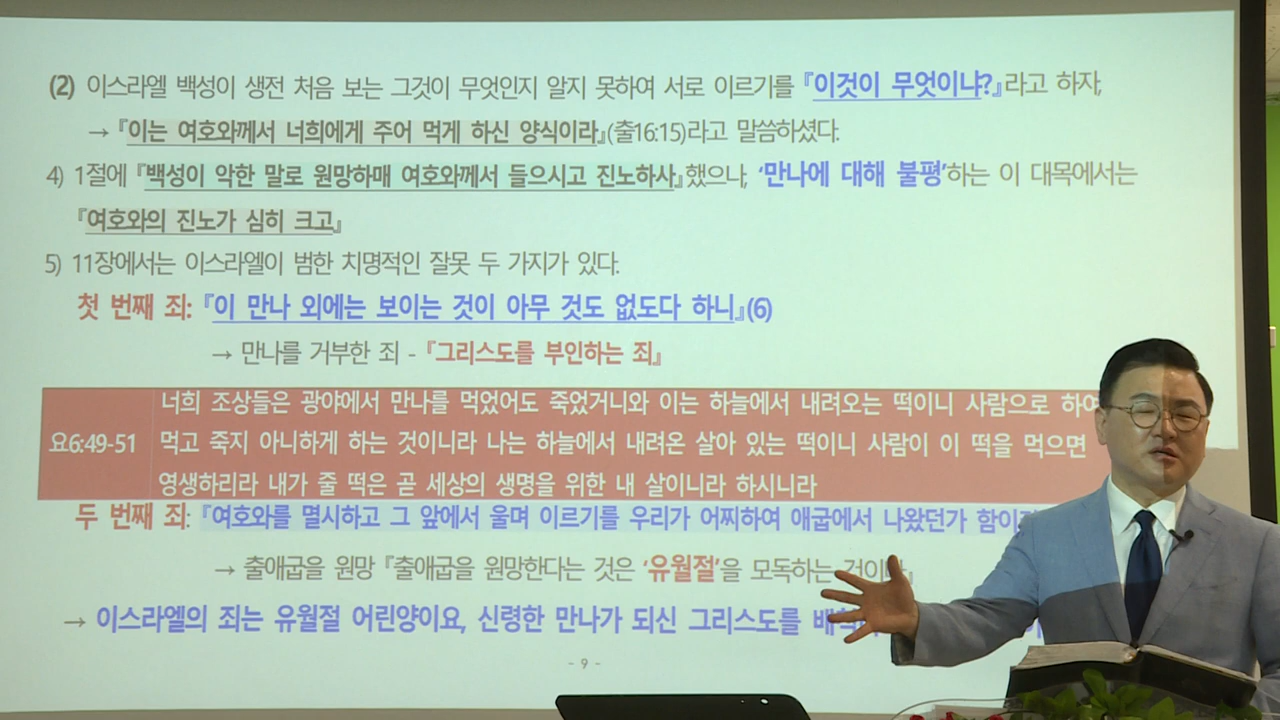 (2) 이스라엘 백성이 생전 처음 보는 그것이 무엇인지 알지 못하여 서로 이르기를 『이것이 무엇이냐?』라고 하자,
→ 『이는 여호와께서 너희에게 주어 먹게 하신 양식이라』(출16:15)라고 말씀하셨다.
4) 1절에 『백성이 악한 말로 원망하매 여호와께서 들으시고 진노하사』했으나, ‘만나에 대해 불평’하는 이 대목에서는
『여호와의 진노가 심히 크고』
5) 11장에서는 이스라엘이 범한 치명적인 잘못 두 가지가 있다.
첫 번째 죄: 『이 만나 외에는 보이는 것이 아무 것도 없도다 하니』(6)
→ 만나를 거부한 죄 - 『그리스도를 부인하는 죄』
너희 조상들은 광야에서 만나를 먹었어도 죽었거니와 이는 하늘에서 내려오는 떡이니 사람으로 하여
요6:49-51 먹고 죽지 아니하게 하는 것이니라 나는 하늘에서 내려온 살아 있는 떡이니 사람이 이 떡을 먹으면
영생하리라 내가 줄 떡은 곧 세상의 생명을 위한 내 살이니라 하시니라
두 번째 죄: 『여호와를 멸시하고 그 앞에서 울며 이르기를 우리가 어찌하여 애굽에서 나왔던가
→ 출애굽을 원망 『출애굽을 원망한다는 것은 ‘유월절’을 모독하는
→ 이스라엘의 죄는 유월절 어린양이요, 신령한 만나가 되신 그리스도를
- 9 -